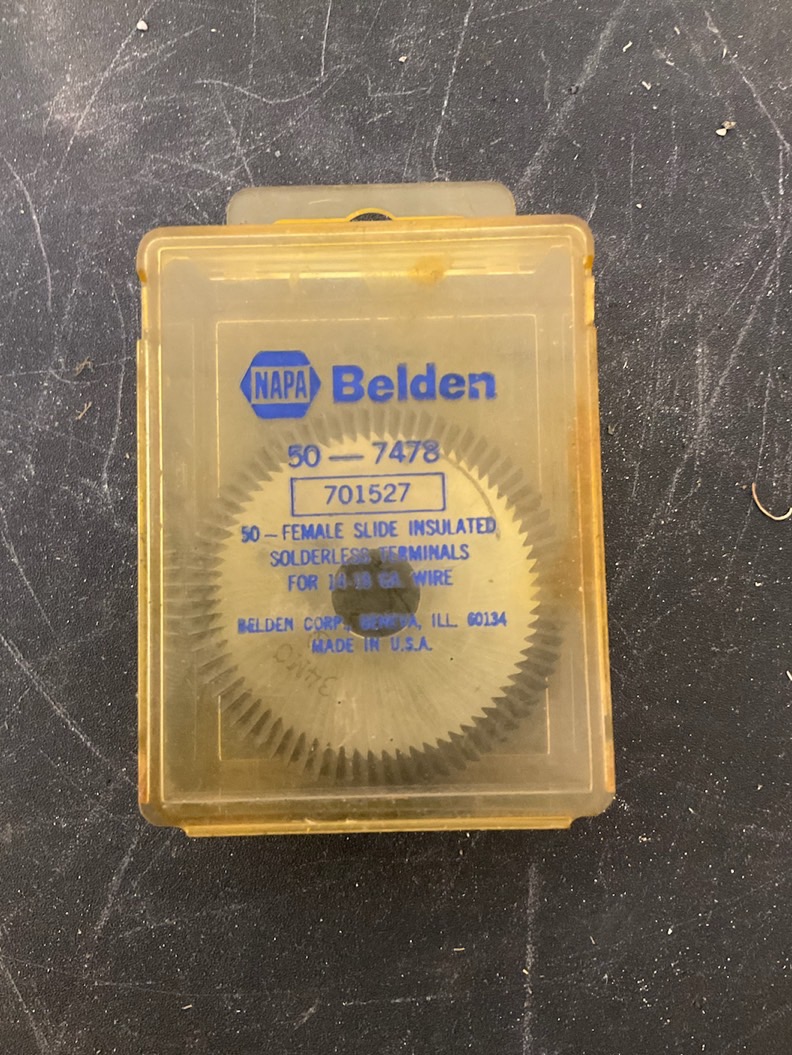 NAPA Belden
50 — 7478
701527
50 — FEMALE SLIDE INSULATED
SOLDERLESS TERMINALS
FOR 14-18 GA. WIRE
BELDEN CORP., GENEVA, ILL. 60134
MADE IN U.S.A.